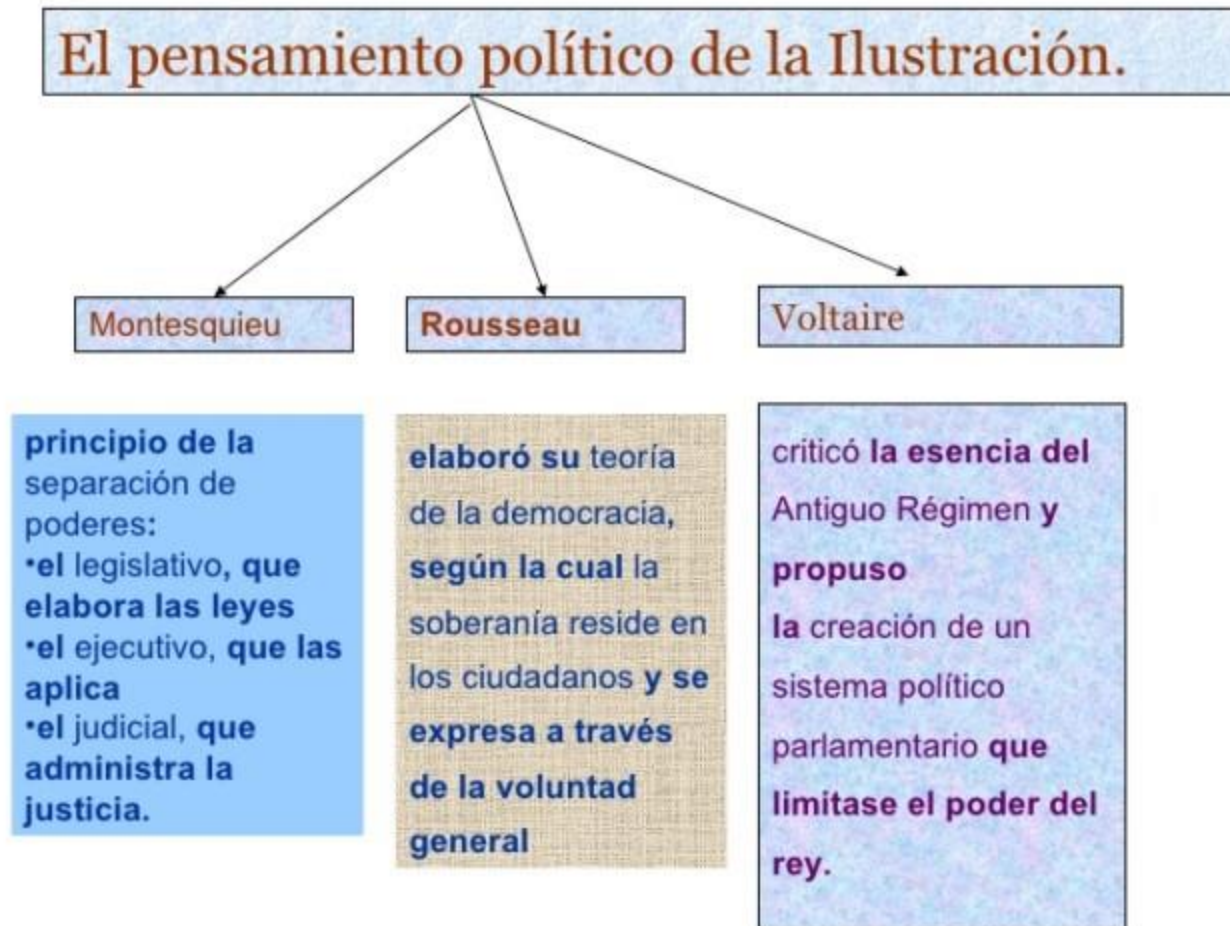 El pensamiento político de la Ilustración.
Montesquieu
Rousseau
Voltaire
principio de la
separación de
poderes:
•el legislativo, que
elabora las leyes
•el ejecutivo, que las
aplica
•el judicial, que
administra la
justicia.
elaboró su teoría
de la democracia,
según la cual la
soberanía reside en
los ciudadanos y se
expresa a través
de la voluntad
general
criticó la esencia del
Antiguo Régimen y
propuso
la creación de un
sistema político
parlamentario que
limitase el poder del
rey.